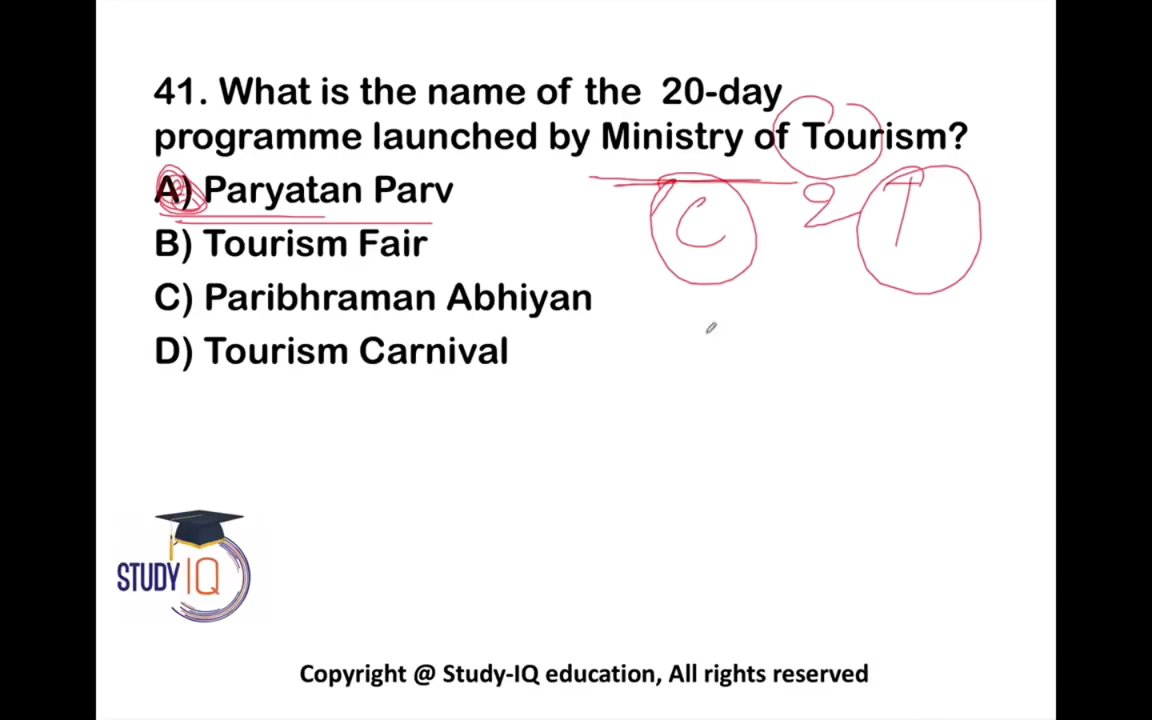 41. What is the name of the 20-day
programme launched by Ministry of Tourism?
A) Paryatan Parv
B) Tourism Fair
C) Paribhraman Abhiyan
D) Tourism Carnival
C & T
STUDY IQ
Copyright @ Study-IQ education, All rights reserved